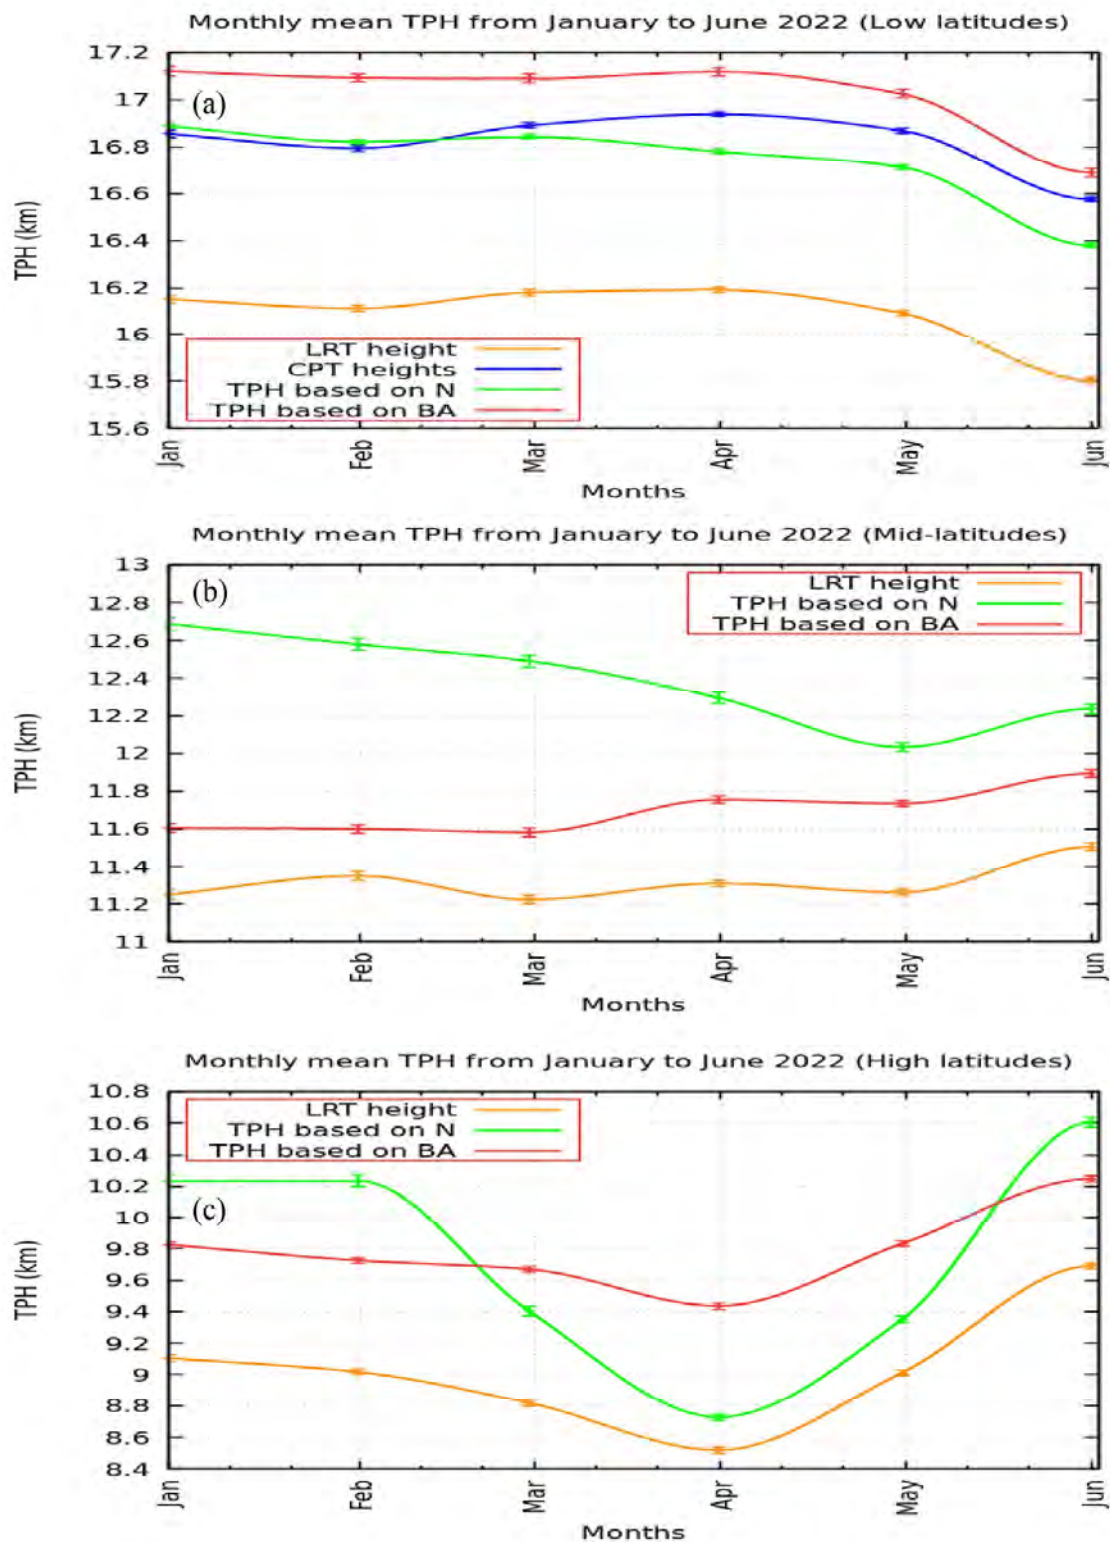 Monthly mean TPH from January to June 2022 (Low latitudes)
17.2
17
16.8
16.6
16.4
16.2
16
15.8
15.6
TPH (km)
(a)
LRT height
CPT heights
TPH based on N
TPH based on BA
Jan Feb Mar Apr May Jun
Months
Monthly mean TPH from January to June 2022 (Mid-latitudes)
13
12.8
12.6
12.4
12.2
12
11.8
11.6
11.4
11.2
11
TPH (km)
(b)
LRT height
TPH based on N
TPH based on BA
Jan Feb Mar Apr May Jun
Months
Monthly mean TPH from January to June 2022 (High latitudes)
10.8
10.6
10.4
10.2
10
9.8
9.6
9.4
9.2
9
8.8
8.6
8.4
TPH (km)
LRT height
TPH based on N
TPH based on BA
(c)
Jan Feb Mar Apr May Jun
Months